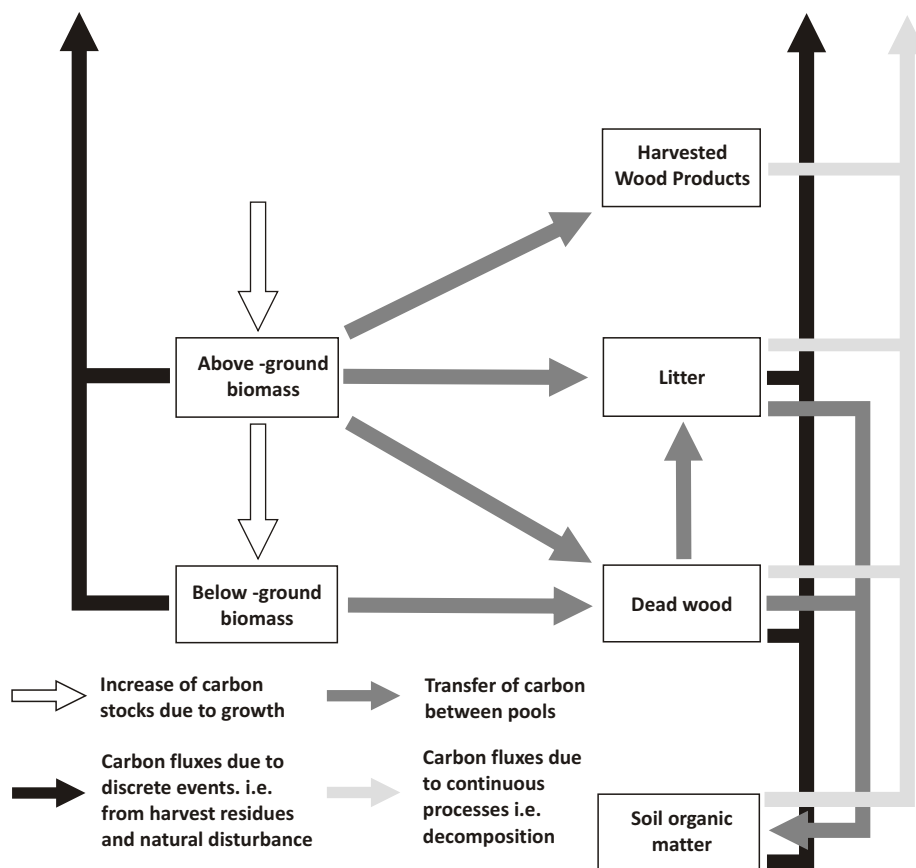 Harvested
Wood Products
Above -ground
biomass
Litter
Below -ground
biomass
Dead wood
Increase of carbon
stocks due to growth
Transfer of carbon
between pools
Carbon fluxes due to
discrete events. i.e.
from harvest residues
and natural disturbance
Carbon fluxes due
to continuous
processes i.e.
decomposition
Soil organic
matter